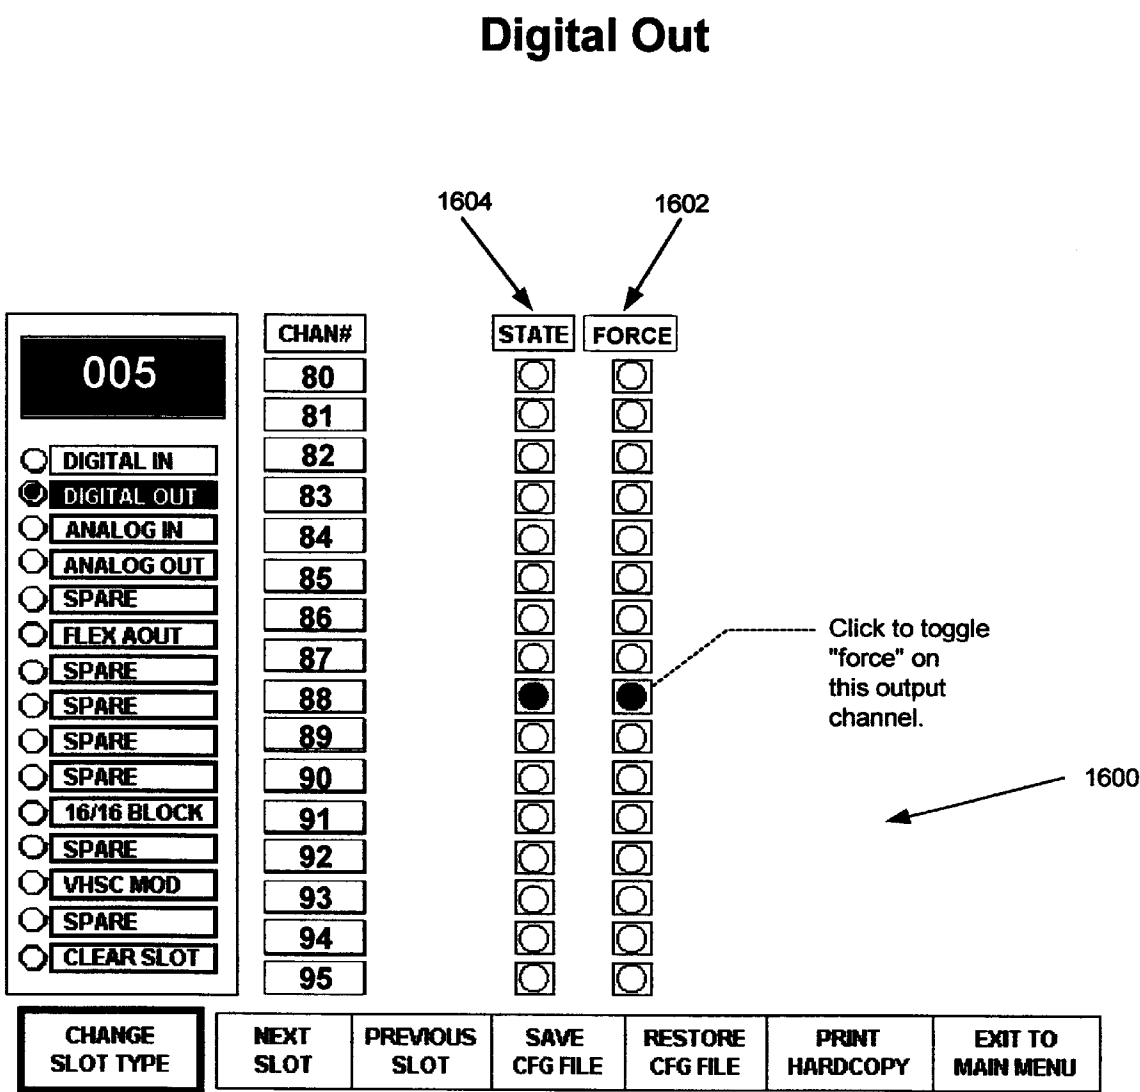 Digital Out
1604
1602
005
DIGITAL IN
DIGITAL OUT
ANALOG IN
ANALOG OUT
SPARE
FLEX AOUT
SPARE
SPARE
SPARE
SPARE
16/16 BLOCK
SPARE
VHSC MOD
SPARE
CLEAR SLOT
CHAN#
80
81
82
83
84
85
86
87
88
89
90
91
92
93
94
95
STATE
FORCE
Click to toggle
"force" on
this output
channel.
1600
CHANGE
SLOT TYPE
NEXT
SLOT
PREVIOUS
SLOT
SAVE
CFG FILE
RESTORE
CFG FILE
PRINT
HARDCOPY
EXIT TO
MAIN MENU